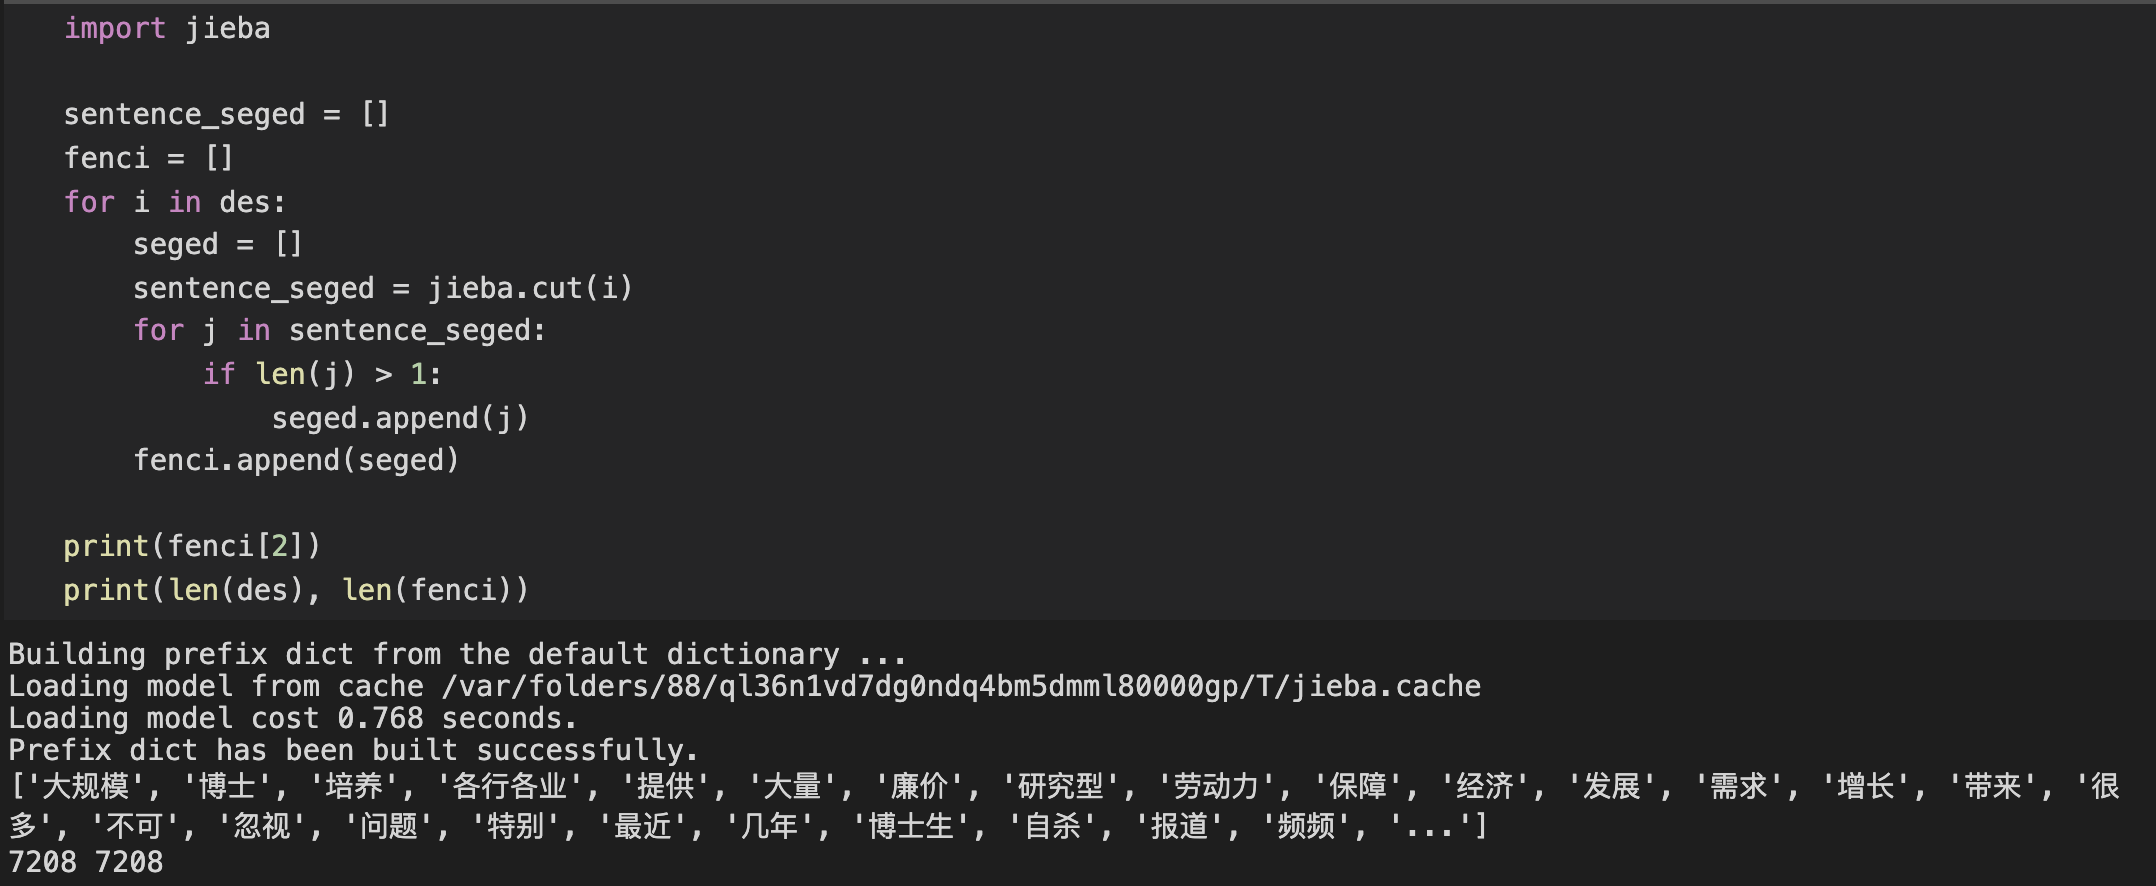 import jieba
sentence_seged = []
fenci = []
for i in des:
    seged = []
    sentence_seged = jieba.cut(i)
    for j in sentence_seged:
        if len(j) > 1:
            seged.append(j)
    fenci.append(seged)
print(fenci[2])
print(len(des), len(fenci))
Building prefix dict from the default dictionary ...
Loading model from cache /var/folders/88/ql36n1vd7dg0ndq4bm5dmml80000gp/T/jieba.cache
Loading model cost 0.768 seconds.
Prefix dict has been built successfully.
['大规模', '博士', '培养', '各行各业', '提供', '大量', '廉价', '研究型', '劳动力', '保障', '经济', '发展', '需求', '增长', '带来', '很
多', '不可', '忽视', '问题', '特别', '最近', '几年', '博士生', '自杀', '报道', '频频', '...']
7208 7208